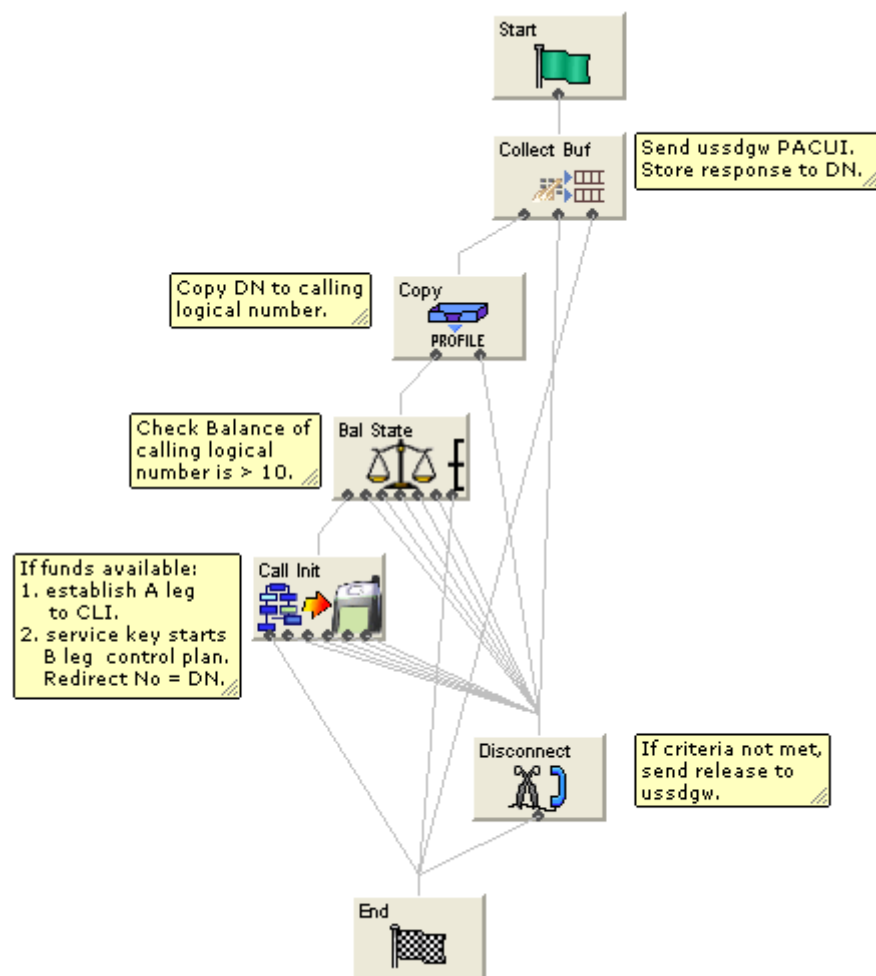 Start
Collect Buf
Send ussdgw PACUI.
Store response to DN.
Copy DN to calling
logical number.
Copy
PROFILE
Check Balance of
calling logical
number is > 10.
Bal State
If funds available:
1. establish A leg
to CLI.
2. service key starts
B leg control plan.
Redirect No = DN.
Call Init
Disconnect
If criteria not met,
send release to
ussdgw.
End